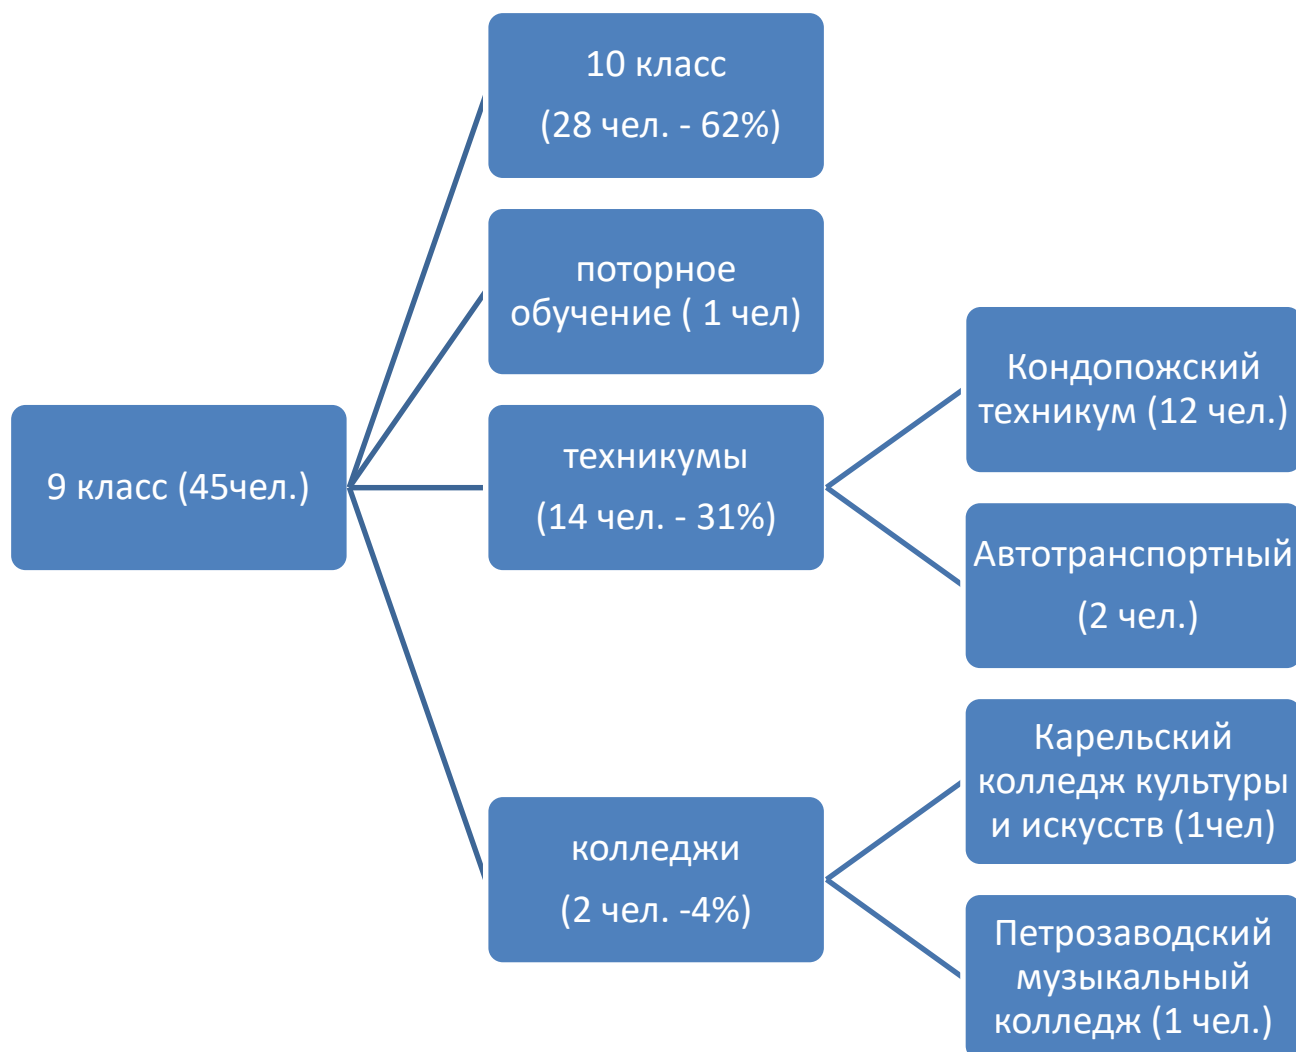 9 класс (45чел.)
10 класс
(28 чел. - 62%)
поторное
обучение ( 1 чел)
техникумы
(14 чел. - 31%)
Кондопожский
техникум (12 чел.)
Автотранспортный
(2 чел.)
колледжи
(2 чел. -4%)
Карельский
колледж культуры
и искусств (1чел)
Петрозаводский
музыкальный
колледж (1 чел.)